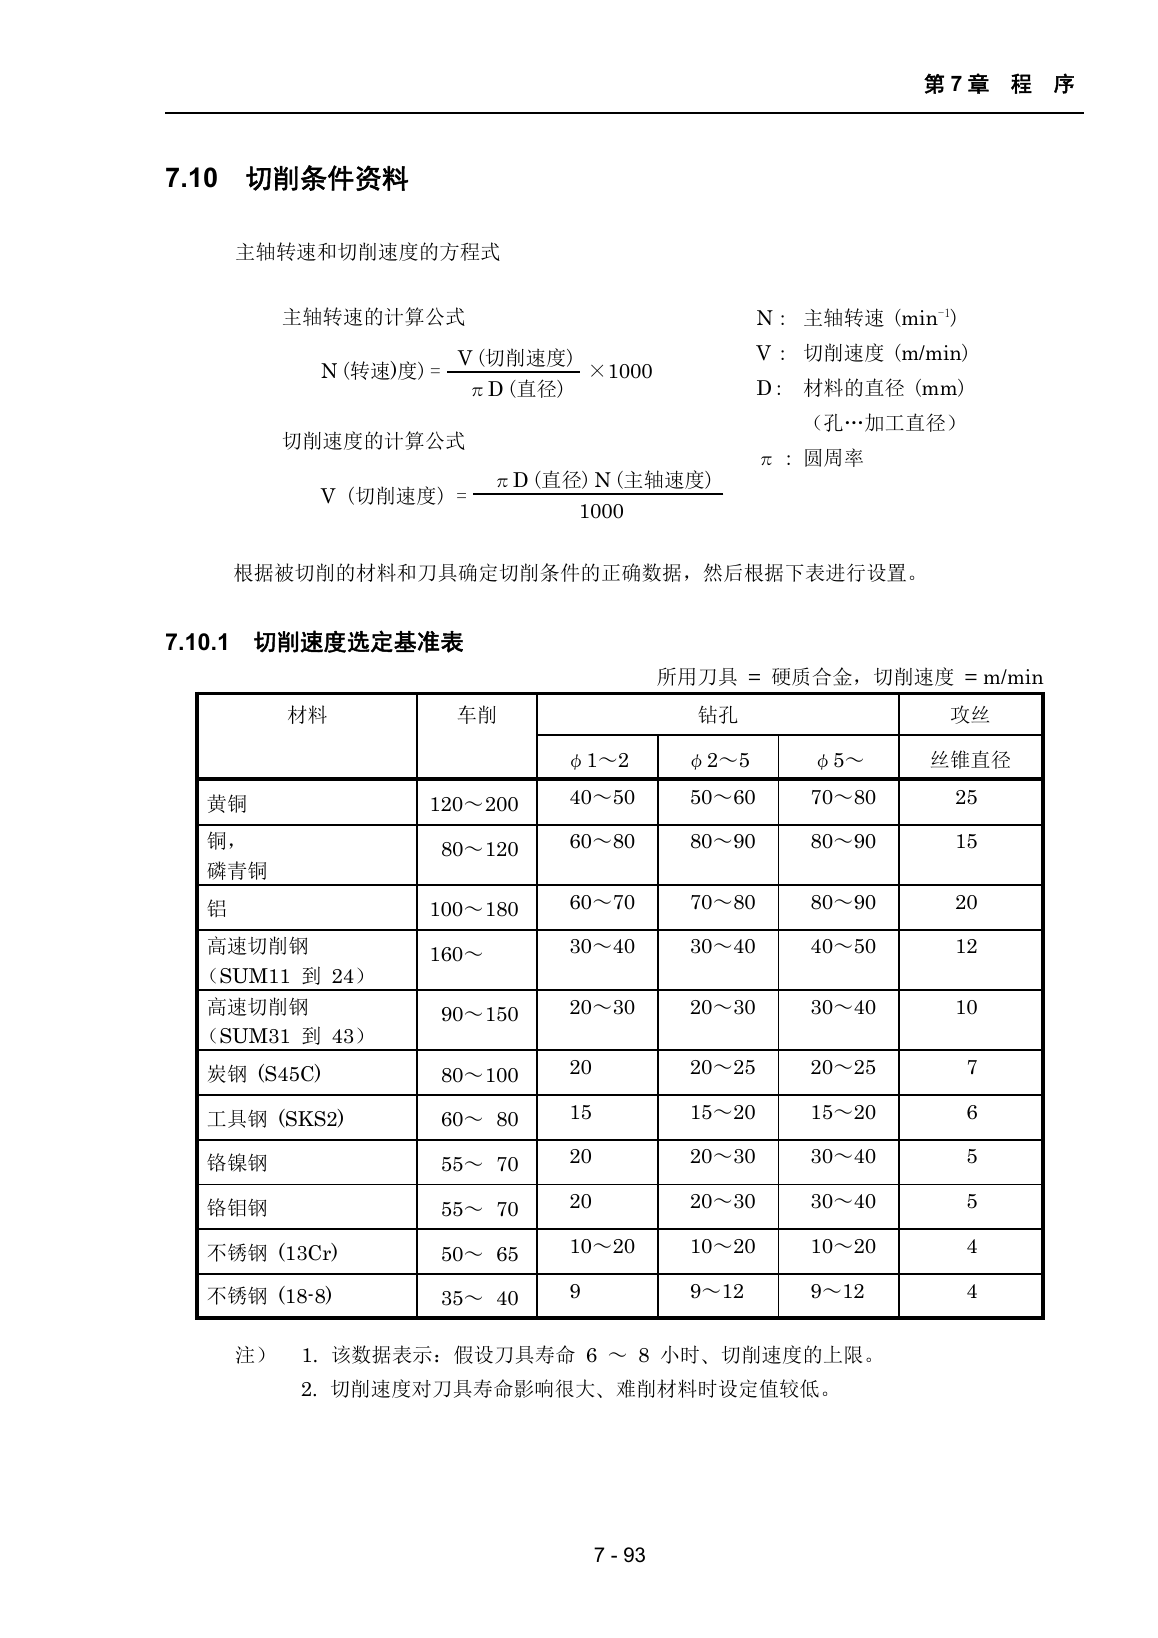 第 7 章　程　序
7.10　切削条件资料
主轴转速和切削速度的方程式
主轴转速的计算公式
N (转速)度) = V (切削速度) / π D (直径) ×1000
切削速度的计算公式
V (切削速度) = π D (直径) N (主轴速度) / 1000
N : 主轴转速 (min⁻¹)
V : 切削速度 (m/min)
D : 材料的直径 (mm)
（孔…加工直径）
π : 圆周率
根据被切削的材料和刀具确定切削条件的正确数据，然后根据下表进行设置。
7.10.1　切削速度选定基准表
所用刀具 = 硬质合金，切削速度 = m/min
材料 车削 钻孔 攻丝
φ 1～2 φ 2～5 φ 5～ 丝锥直径
黄铜 120～200 40～50 50～60 70～80 25
铜，
磷青铜 80～120 60～80 80～90 80～90 15
铝 100～180 60～70 70～80 80～90 20
高速切削钢
（SUM11 到 24） 160～ 30～40 30～40 40～50 12
高速切削钢
（SUM31 到 43） 90～150 20～30 20～30 30～40 10
炭钢 (S45C) 80～100 20 20～25 20～25 7
工具钢 (SKS2) 60～ 80 15 15～20 15～20 6
铬镍钢 55～ 70 20 20～30 30～40 5
铬钼钢 55～ 70 20 20～30 30～40 5
不锈钢 (13Cr) 50～ 65 10～20 10～20 10～20 4
不锈钢 (18-8) 35～ 40 9 9～12 9～12 4
注） 1. 该数据表示：假设刀具寿命 6 ～ 8 小时、切削速度的上限。
2. 切削速度对刀具寿命影响很大、难削材料时设定值较低。
7 - 93